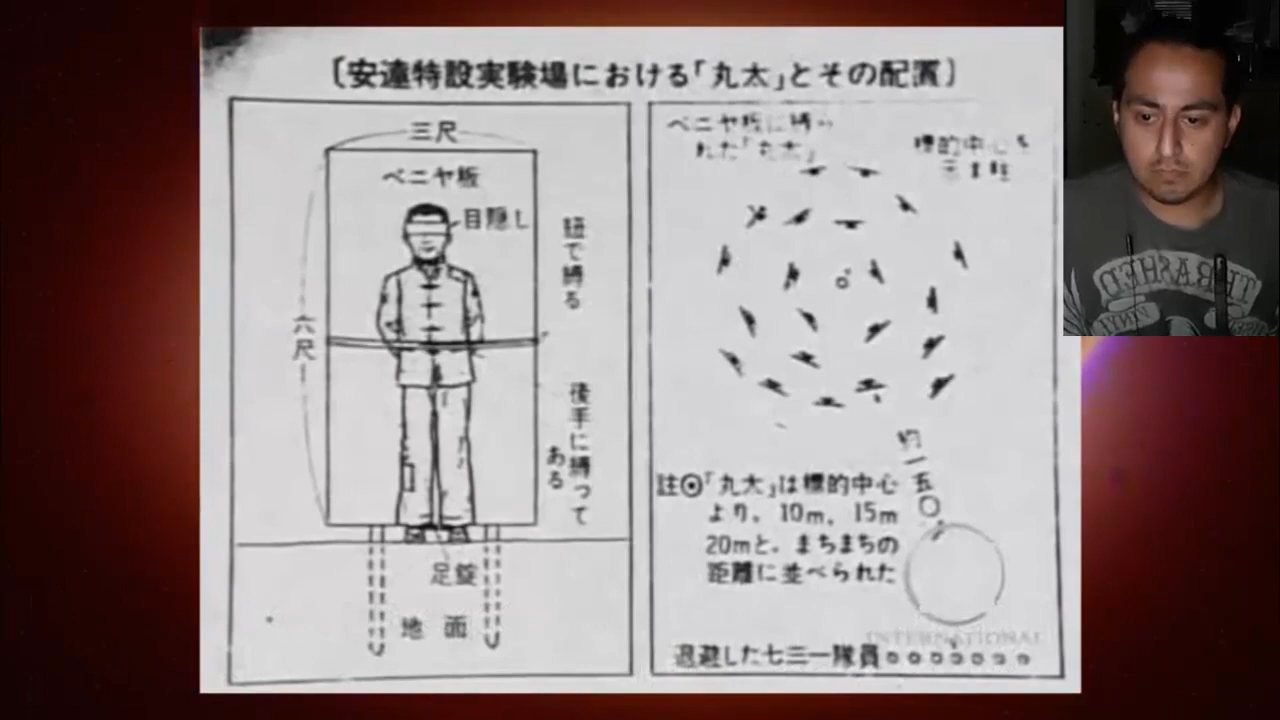 〔安達特設実験場における「丸太」とその配置〕
三尺
ベニヤ板
目隠し
紐で縛る
六尺
後手に縛って
ある
足錠
地面
ベニヤ板に縛ら
れた「丸太」
標的中心を
示す
約一五〇
註⦿「丸太」は標的中心
より、10m、15m
20mと、まちまちの
距離に並べられた
INTERNATIONAL
退避した七三一隊員
THRASHED